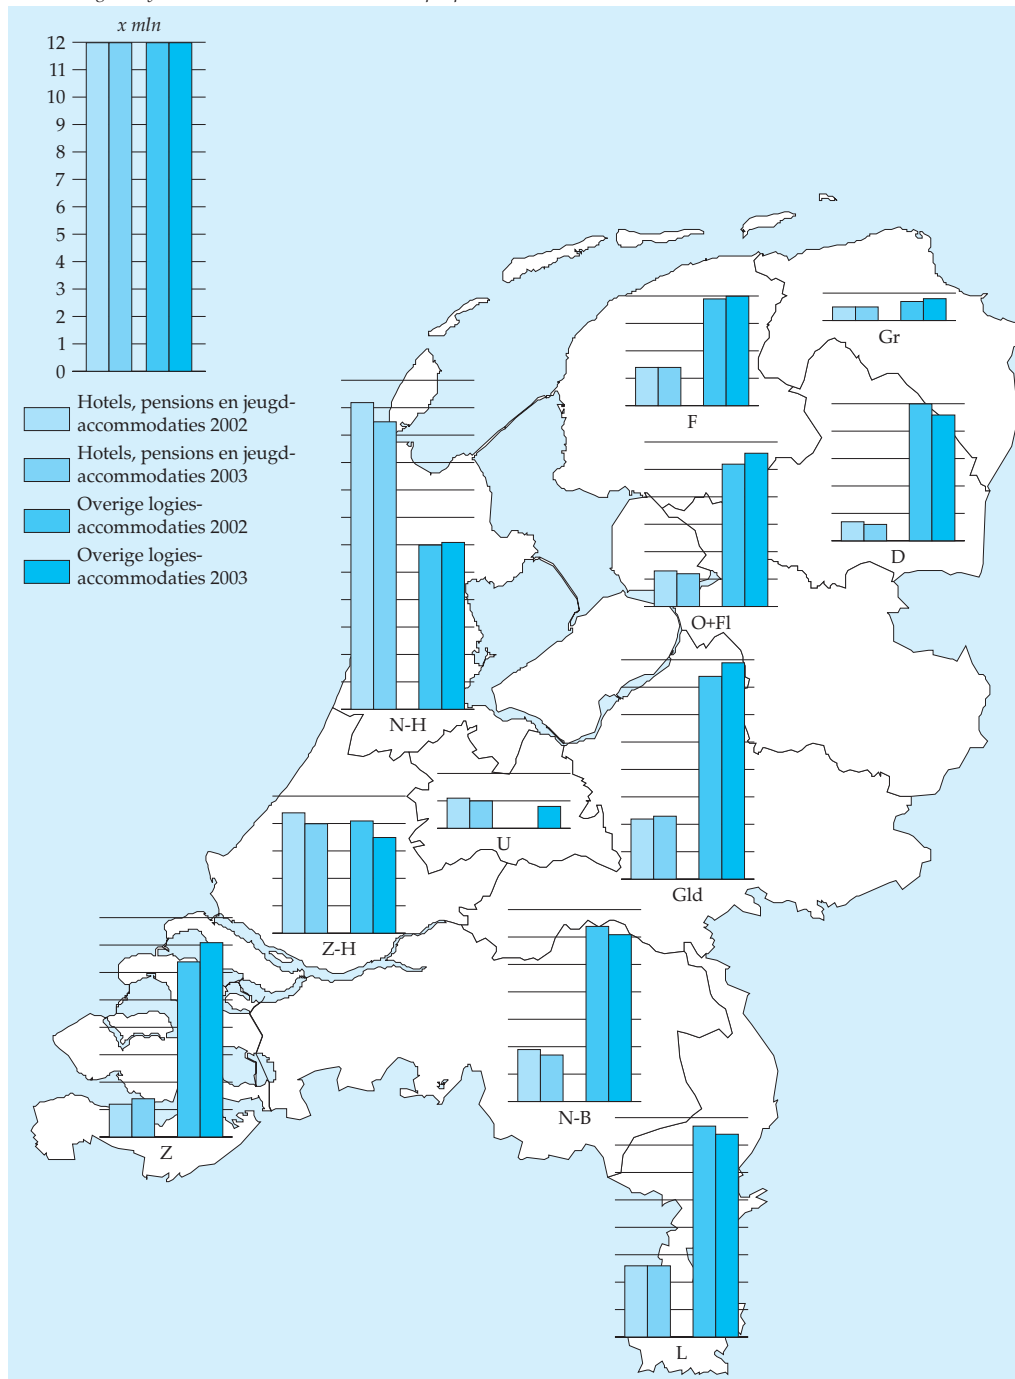 x mln
12
11
10
9
8
7
6
5
4
3
2
1
0
Hotels, pensions en jeugd-
accommodaties 2002
Hotels, pensions en jeugd-
accommodaties 2003
Overige logies-
accommodaties 2002
Overige logies-
accommodaties 2003
Gr
F
D
O+Fl
N-H
U
Gld
Z-H
N-B
Z
L